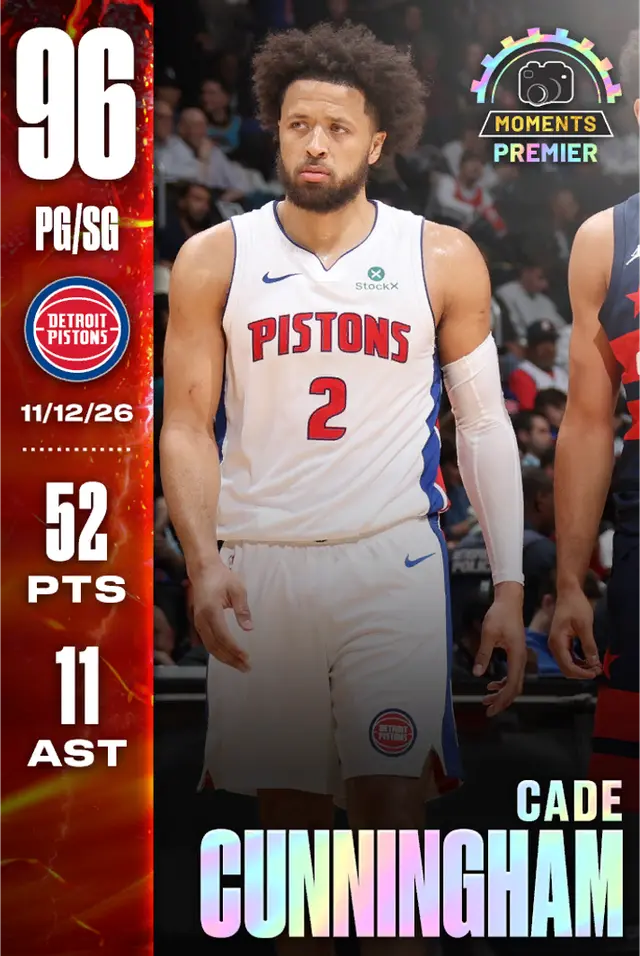 96
PG/SG
DETROIT
PISTONS
11/12/26
52
PTS
11
AST
MOMENTS
PREMIER
StockX
PISTONS
2
DETROIT
PISTONS
CADE
CUNNINGHAM